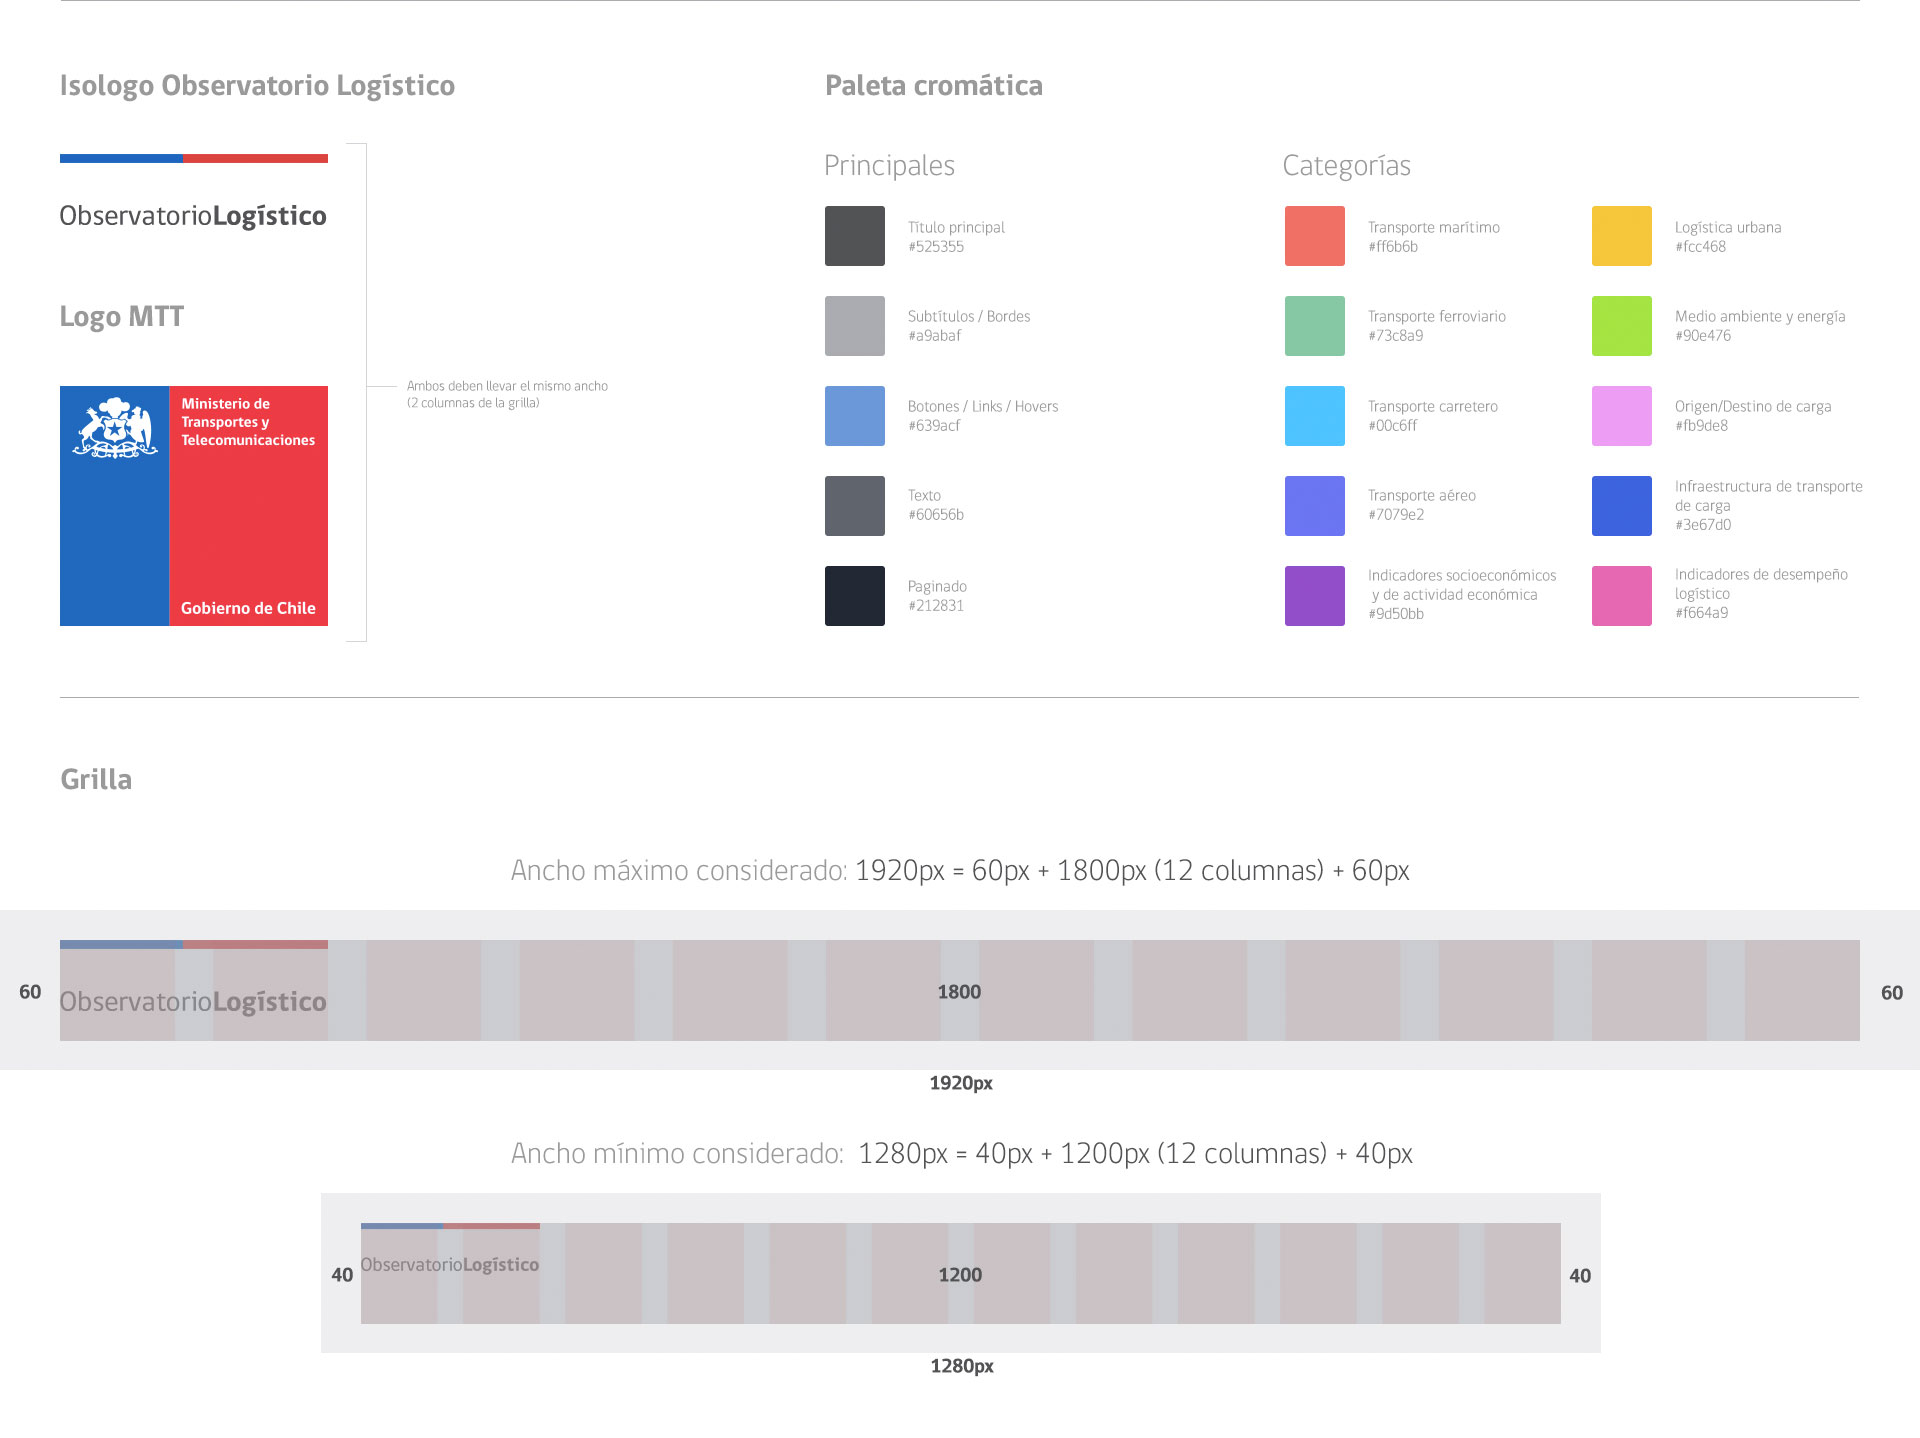 Isologo Observatorio Logístico
ObservatorioLogístico
Logo MTT
Ministerio de
Transportes y
Telecomunicaciones
Gobierno de Chile
Ambos deben llevar el mismo ancho
(2 columnas de la grilla)
Paleta cromática
Principales
Título principal
#525355
Subtítulos / Bordes
#a9abaf
Botones / Links / Hovers
#639acf
Texto
#60656b
Paginado
#212831
Categorías
Transporte marítimo
#ff6b6b
Transporte ferroviario
#73c8a9
Transporte carretero
#00c6ff
Transporte aéreo
#7079e2
Indicadores socioeconómicos
y de actividad económica
#9d50bb
Logística urbana
#fcc468
Medio ambiente y energía
#90e476
Origen/Destino de carga
#fb9de8
Infraestructura de transporte
de carga
#3e67d0
Indicadores de desempeño
logístico
#f664a9
Grilla
Ancho máximo considerado: 1920px = 60px + 1800px (12 columnas) + 60px
60
ObservatorioLogístico
1800
60
1920px
Ancho mínimo considerado: 1280px = 40px + 1200px (12 columnas) + 40px
40
ObservatorioLogístico
1200
40
1280px